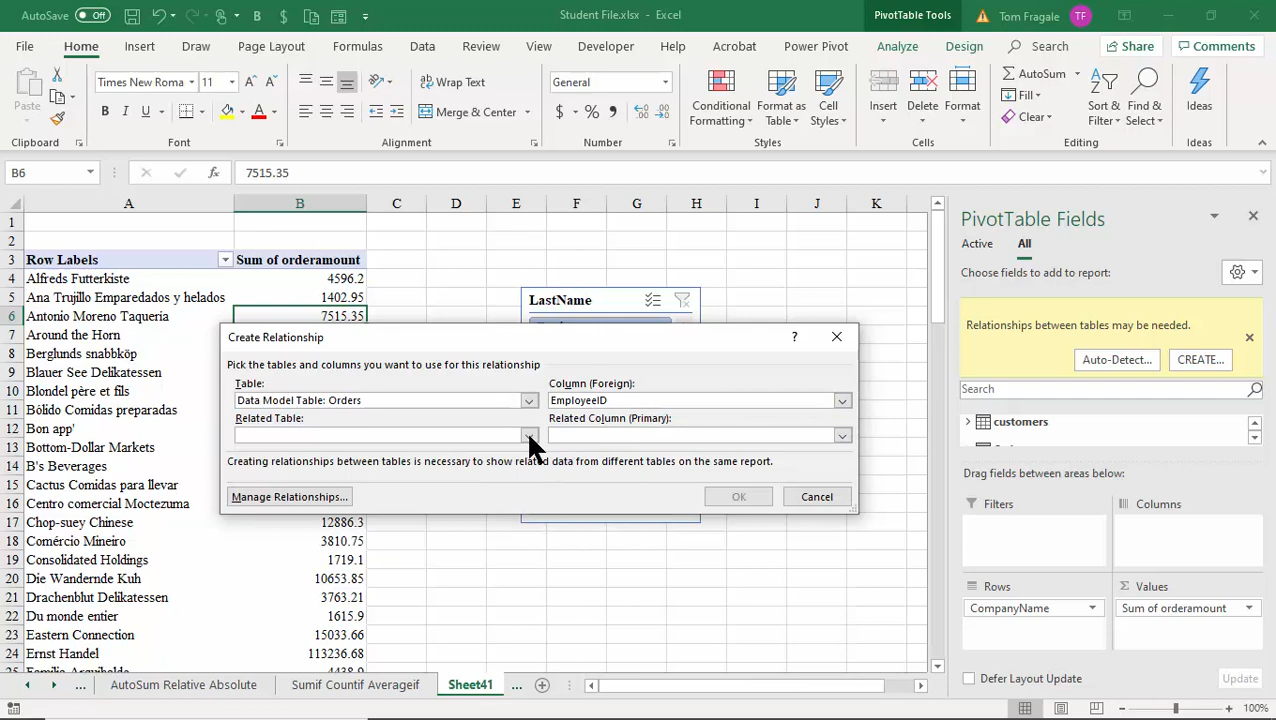 AutoSave Off
Student File.xlsx - Excel
PivotTable Tools
Tom Fragale TF
File Home Insert Draw Page Layout Formulas Data Review View Developer Help Acrobat Power Pivot Analyze Design Search Share Comments
Times New Roma 11
Wrap Text
General
AutoSum
Paste
B I U
Merge & Center
$ % ,
Conditional Formatting
Format as Table
Cell Styles
Insert Delete Format
Fill
Clear
Sort & Filter
Find & Select
Ideas
Clipboard Font Alignment Number Styles Cells Editing Ideas
B6
fx
7515.35
A B C D E F G H I J K
1
2
3 Row Labels Sum of orderamount
4 Alfreds Futterkiste 4596.2
5 Ana Trujillo Emparedados y helados 1402.95
6 Antonio Moreno Taquería 7515.35
7 Around the Horn
8 Berglunds snabbköp
9 Blauer See Delikatessen
10 Blondel père et fils
11 Bólido Comidas preparadas
12 Bon app'
13 Bottom-Dollar Markets
14 B's Beverages
15 Cactus Comidas para llevar
16 Centro comercial Moctezuma
17 Chop-suey Chinese 12886.3
18 Comércio Mineiro 3810.75
19 Consolidated Holdings 1719.1
20 Die Wandernde Kuh 10653.85
21 Drachenblut Delikatessen 3763.21
22 Du monde entier 1615.9
23 Eastern Connection 15033.66
24 Ernst Handel 113236.68
25
LastName
Create Relationship
?
Pick the tables and columns you want to use for this relationship
Table:
Column (Foreign):
Data Model Table: Orders
EmployeeID
Related Table:
Related Column (Primary):
Creating relationships between tables is necessary to show related data from different tables on the same report.
Manage Relationships...
OK
Cancel
PivotTable Fields
Active All
Choose fields to add to report:
Relationships between tables may be needed.
Auto-Detect...
CREATE...
Search
customers
Drag fields between areas below:
Filters
Columns
Rows
Σ Values
CompanyName
Sum of orderamount
Defer Layout Update
Update
... AutoSum Relative Absolute Sumif Countif Averageif Sheet41 ...
100%